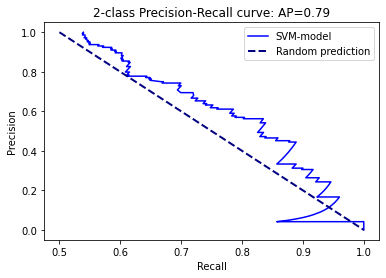 2-class Precision-Recall curve: AP=0.79
SVM-model
Random prediction
Precision
1.0
0.8
0.6
0.4
0.2
0.0
0.5 0.6 0.7 0.8 0.9 1.0
Recall